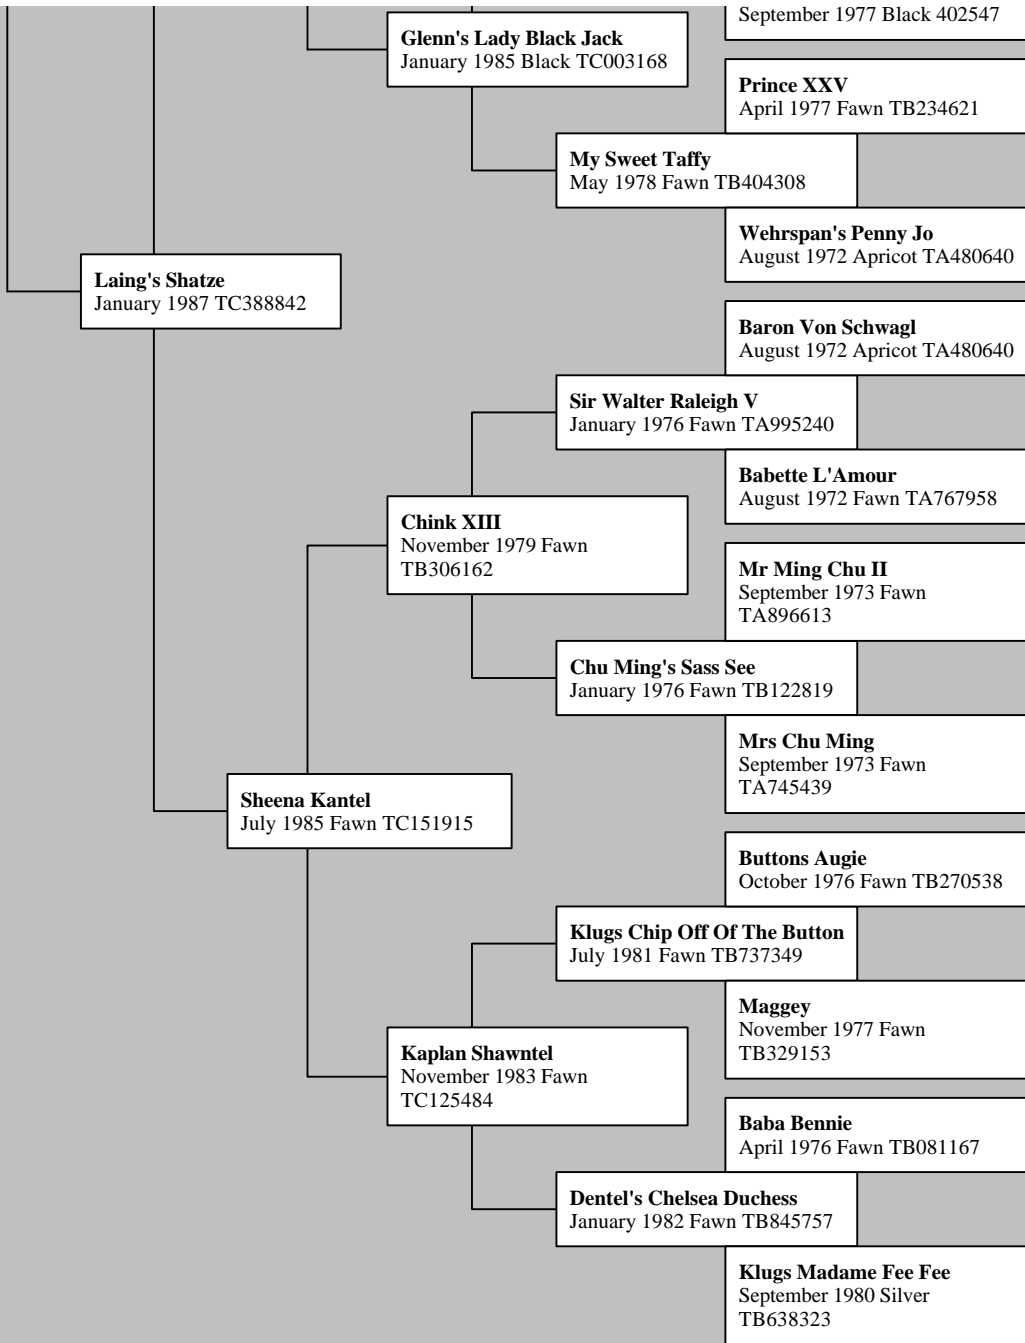 September 1977 Black 402547
Glenn's Lady Black Jack
January 1985 Black TC003168
Prince XXV
April 1977 Fawn TB234621
My Sweet Taffy
May 1978 Fawn TB404308
Wehrspan's Penny Jo
August 1972 Apricot TA480640
Laing's Shatze
January 1987 TC388842
Baron Von Schwagl
August 1972 Apricot TA480640
Sir Walter Raleigh V
January 1976 Fawn TA995240
Babette L'Amour
August 1972 Fawn TA767958
Chink XIII
November 1979 Fawn
TB306162
Mr Ming Chu II
September 1973 Fawn
TA896613
Chu Ming's Sass See
January 1976 Fawn TB122819
Mrs Chu Ming
September 1973 Fawn
TA745439
Sheena Kantel
July 1985 Fawn TC151915
Buttons Augie
October 1976 Fawn TB270538
Klugs Chip Off Of The Button
July 1981 Fawn TB737349
Maggey
November 1977 Fawn
TB329153
Kaplan Shawntel
November 1983 Fawn
TC125484
Baba Bennie
April 1976 Fawn TB081167
Dentel's Chelsea Duchess
January 1982 Fawn TB845757
Klugs Madame Fee Fee
September 1980 Silver
TB638323